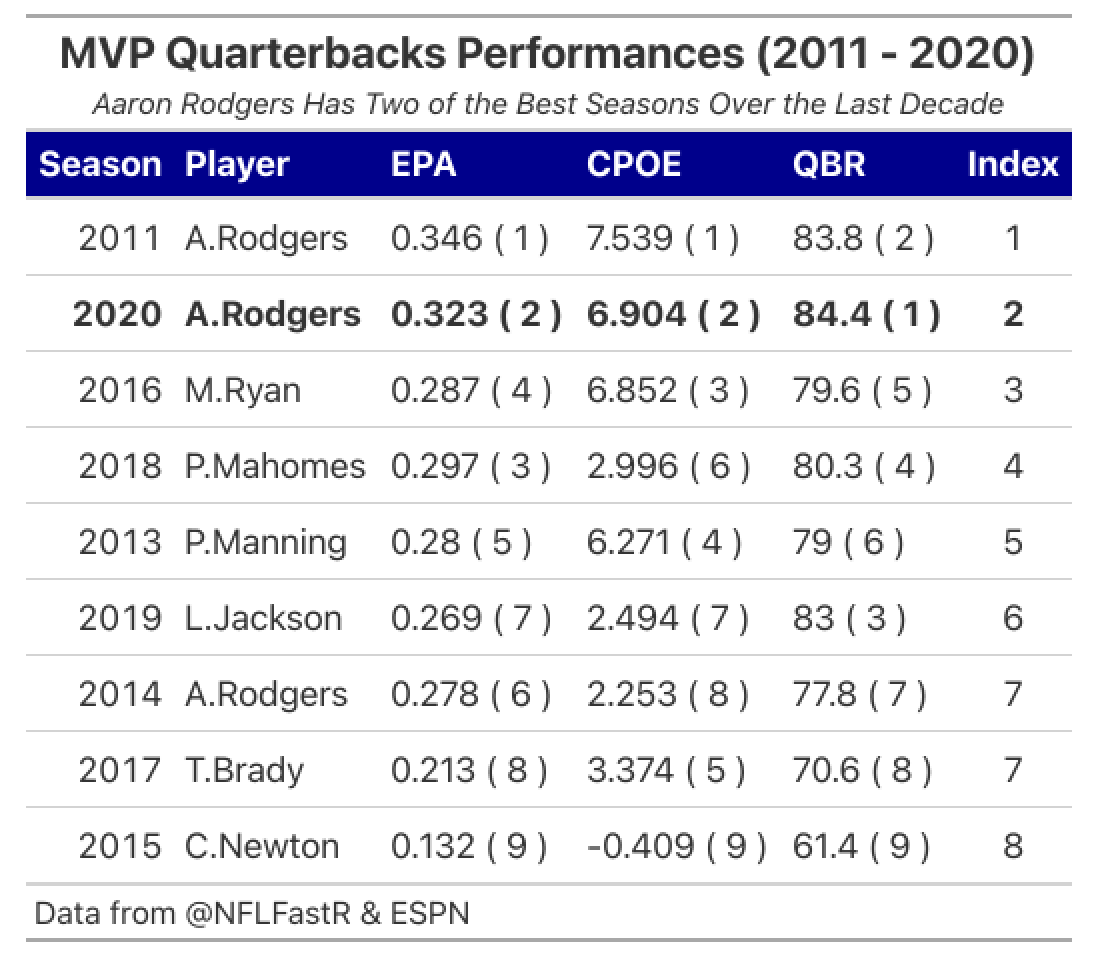 MVP Quarterbacks Performances (2011 - 2020)
Aaron Rodgers Has Two of the Best Seasons Over the Last Decade
Season Player EPA CPOE QBR Index
2011 A.Rodgers 0.346 ( 1 ) 7.539 ( 1 ) 83.8 ( 2 ) 1
2020 A.Rodgers 0.323 ( 2 ) 6.904 ( 2 ) 84.4 ( 1 ) 2
2016 M.Ryan 0.287 ( 4 ) 6.852 ( 3 ) 79.6 ( 5 ) 3
2018 P.Mahomes 0.297 ( 3 ) 2.996 ( 6 ) 80.3 ( 4 ) 4
2013 P.Manning 0.28 ( 5 ) 6.271 ( 4 ) 79 ( 6 ) 5
2019 L.Jackson 0.269 ( 7 ) 2.494 ( 7 ) 83 ( 3 ) 6
2014 A.Rodgers 0.278 ( 6 ) 2.253 ( 8 ) 77.8 ( 7 ) 7
2017 T.Brady 0.213 ( 8 ) 3.374 ( 5 ) 70.6 ( 8 ) 7
2015 C.Newton 0.132 ( 9 ) -0.409 ( 9 ) 61.4 ( 9 ) 8
Data from @NFLFastR & ESPN